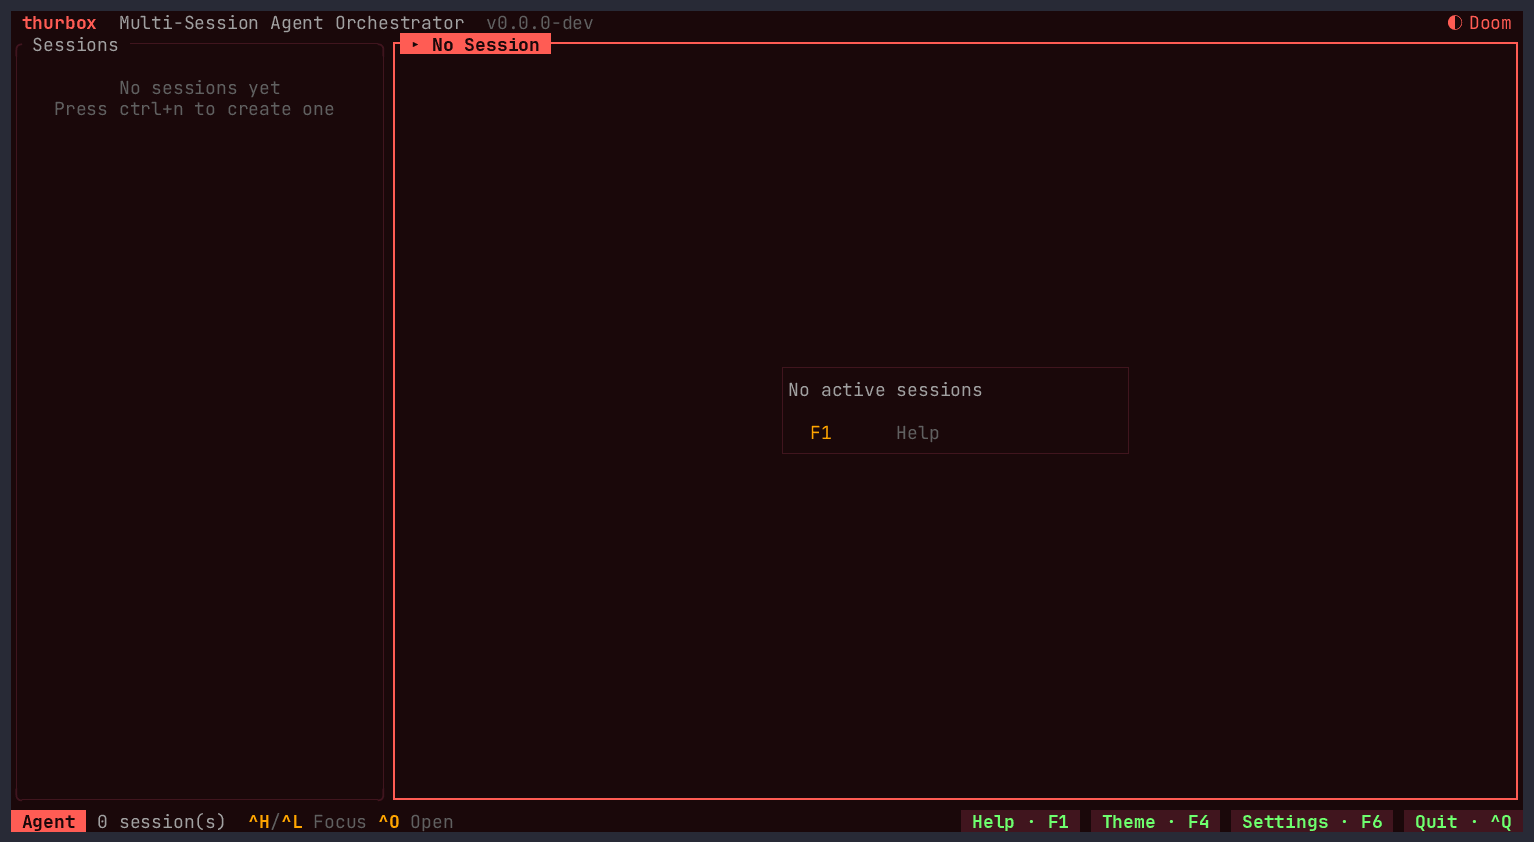 thurbox Multi-Session Agent Orchestrator v0.0.0-dev ◐ Doom
Sessions
▸ No Session
No sessions yet
Press ctrl+n to create one
No active sessions
F1 Help
Agent 0 session(s) ^H/^L Focus ^O Open Help · F1 Theme · F4 Settings · F6 Quit · ^Q